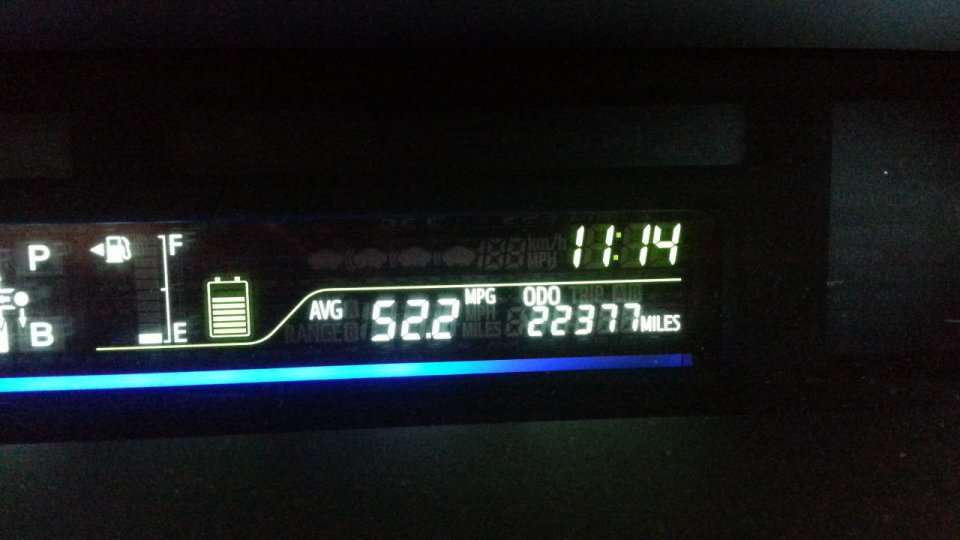 11:14
P F
AVG 52.2 MPG ODO 22377 MILES
B E